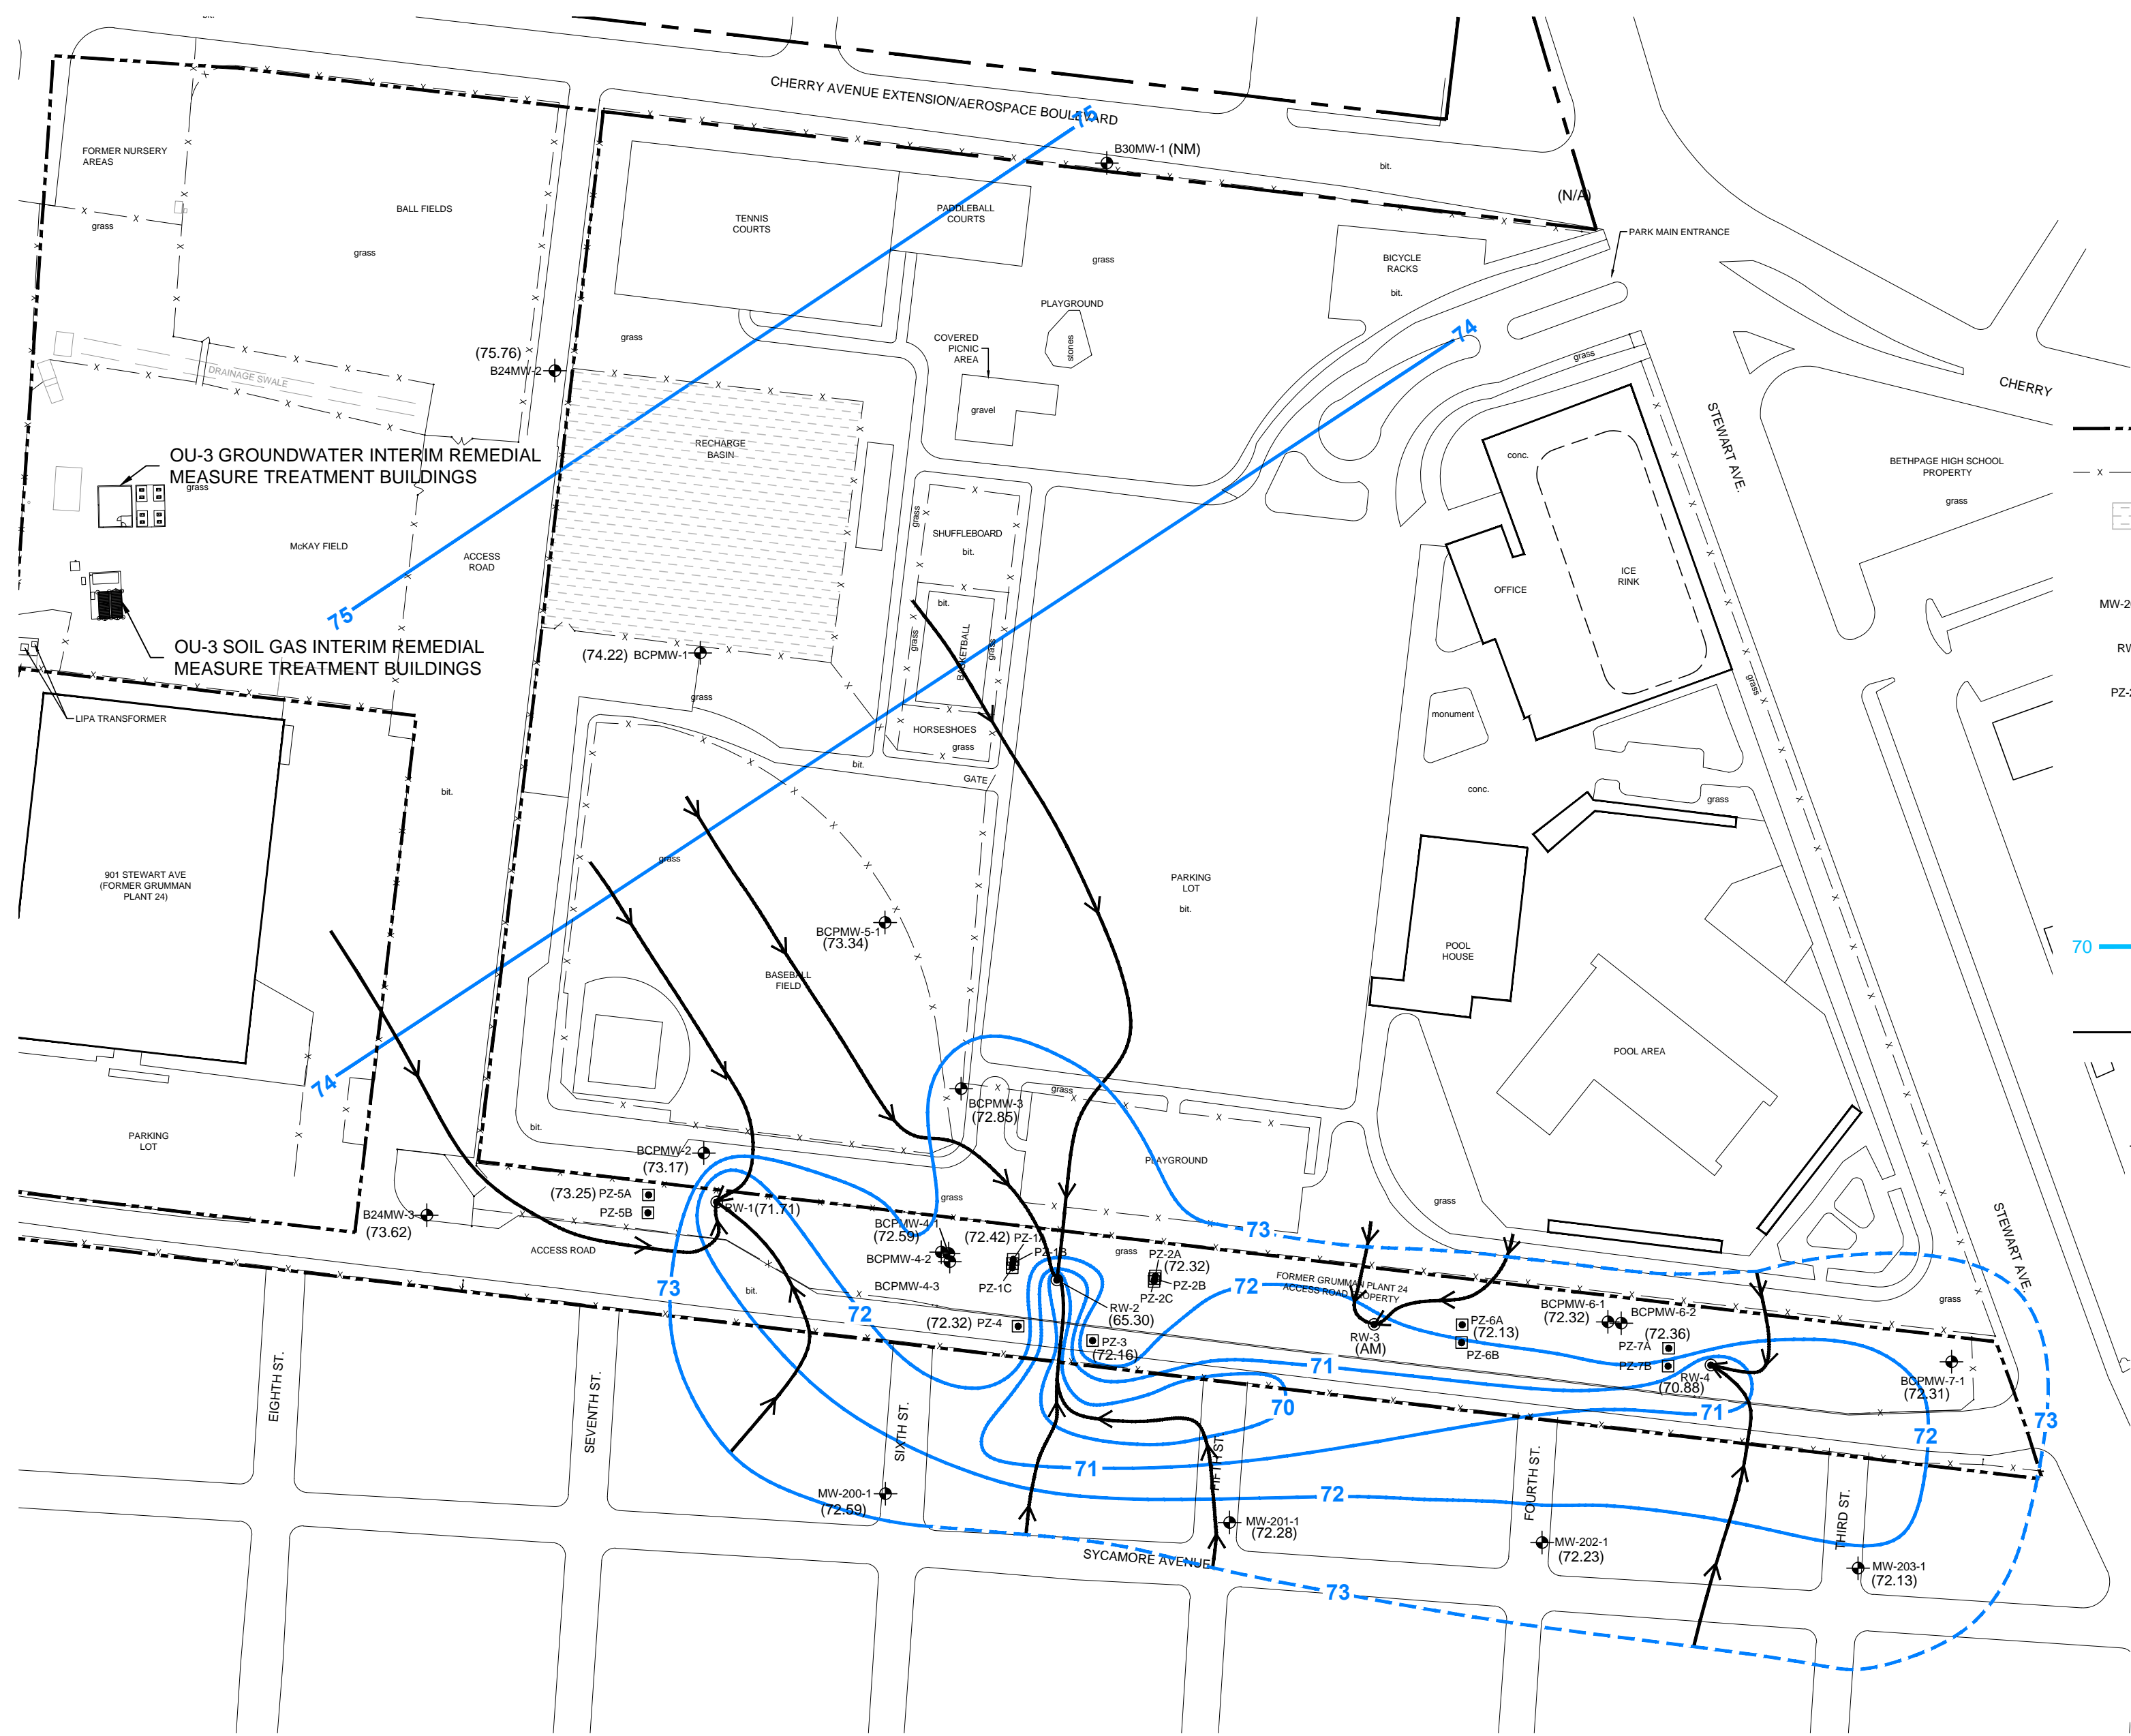 bit.
CHERRY AVENUE EXTENSION/AEROSPACE BOULEVARD
75
B30MW-1 (NM)
bit.
(N/A)
FORMER NURSERY
AREAS
BALL FIELDS
grass
grass
TENNIS
COURTS
PADDLEBALL
COURTS
grass
PARK MAIN ENTRANCE
BICYCLE
RACKS
bit.
PLAYGROUND
stones
grass
COVERED
PICNIC
AREA
gravel
74
grass
(75.76)
B24MW-2
DRAINAGE SWALE
CHERRY
STEWART AVE.
RECHARGE
BASIN
OU-3 GROUNDWATER INTERIM REMEDIAL
MEASURE TREATMENT BUILDINGS
grass
conc.
BETHPAGE HIGH SCHOOL
PROPERTY
grass
McKAY FIELD
ACCESS
ROAD
grass
SHUFFLEBOARD
bit.
ICE
RINK
OFFICE
75
bit.
grass
BASKETBALL
grass
OU-3 SOIL GAS INTERIM REMEDIAL
MEASURE TREATMENT BUILDINGS
(74.22) BCPMW-1
grass
grass
LIPA TRANSFORMER
HORSESHOES
grass
monument
bit.
GATE
bit.
conc.
grass
grass
901 STEWART AVE
(FORMER GRUMMAN
PLANT 24)
PARKING
LOT
bit.
BCPMW-5-1
(73.34)
70
POOL
HOUSE
BASEBALL
FIELD
POOL AREA
74
grass
BCPMW-3
(72.85)
PARKING
LOT
bit.
BCPMW-2
(73.17)
PLAYGROUND
(73.25) PZ-5A
PZ-5B
RW-1 (71.71)
grass
grass
STEWART AVE.
B24MW-3
(73.62)
BCPMW-4-1
(72.59)
BCPMW-4-2
BCPMW-4-3
(72.42) PZ-1A
PZ-1B
PZ-1C
73
ACCESS ROAD
grass
PZ-2A
(72.32)
PZ-2B
PZ-2C
72
FORMER GRUMMAN PLANT 24
ACCESS ROAD PROPERTY
73
bit.
72
RW-2
(65.30)
(72.32) PZ-4
PZ-3
(72.16)
RW-3
(AM)
PZ-6A
(72.13)
PZ-6B
BCPMW-6-1
(72.32)
BCPMW-6-2
(72.36)
PZ-7A
PZ-7B
RW-4
(70.88)
grass
BCPMW-7-1
(72.31)
71
70
71
73
72
EIGHTH ST.
SEVENTH ST.
SIXTH ST.
FIFTH ST.
FOURTH ST.
THIRD ST.
71
72
MW-200-1
(72.59)
MW-201-1
(72.28)
MW-202-1
(72.23)
MW-203-1
(72.13)
SYCAMORE AVENUE
73